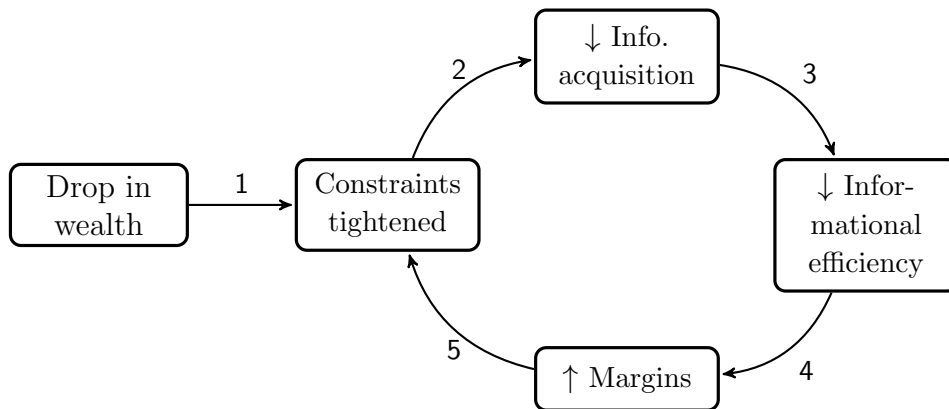 ↓ Info.
acquisition
2
3
1
Drop in
wealth
Constraints
tightened
↓ Infor-
mational
efficiency
5
4
↑ Margins